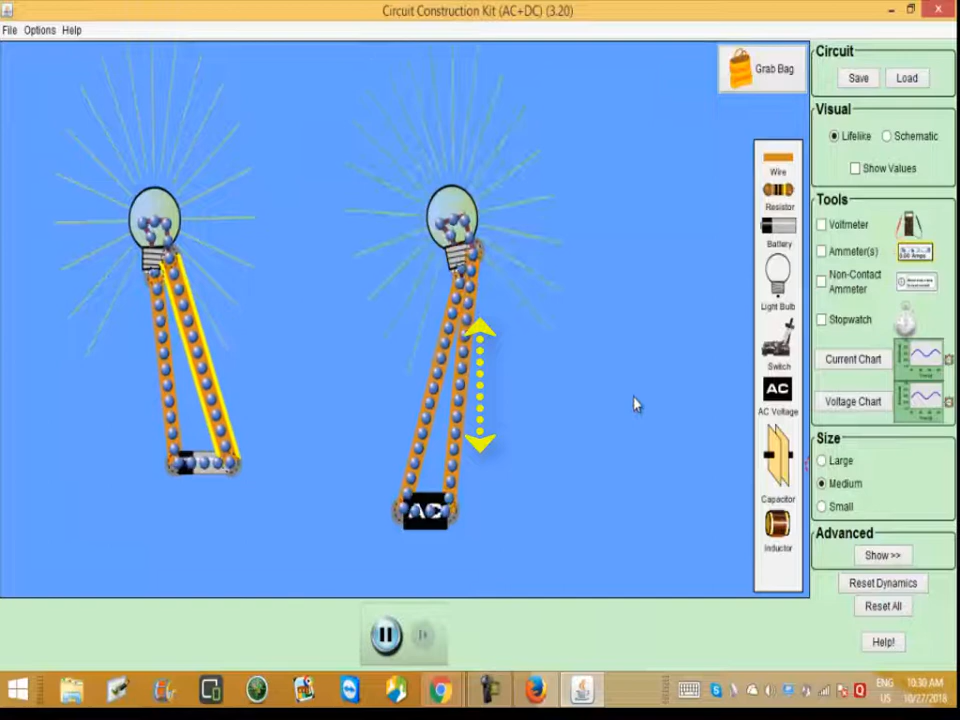 Circuit Construction Kit (AC+DC) (3.20)
File Options Help
Grab Bag
Circuit
Save Load
Visual
Lifelike Schematic
Show Values
Tools
Voltmeter
Ammeter(s)
Non-Contact
Ammeter
Stopwatch
Current Chart
Voltage Chart
Size
Large
Medium
Small
Advanced
Show >>
Reset Dynamics
Reset All
Help!
Wire
Resistor
Battery
Light Bulb
Switch
AC
AC Voltage
Capacitor
Inductor
AC
ENG
US
10:30 AM
10/27/2018